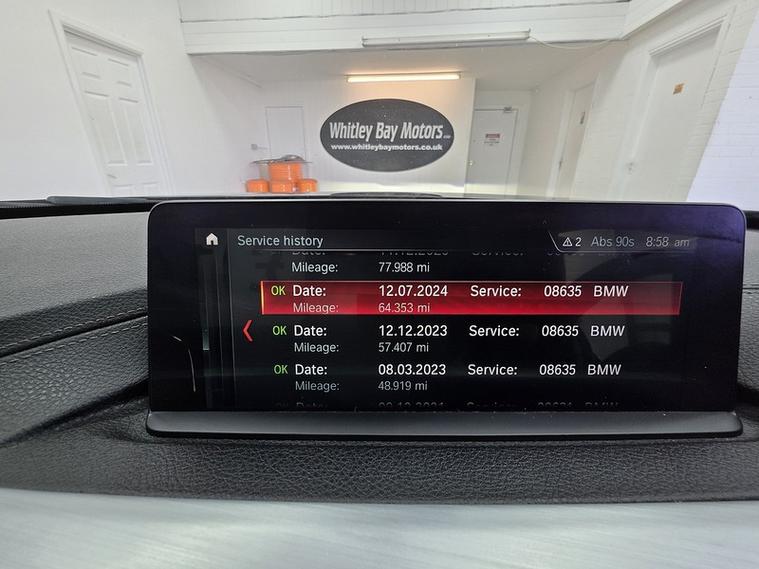 Whitley Bay Motors
www.whitleybaymotors.co.uk
Service history
2 Abs 90s 8:58 am
Mileage: 77.988 mi
OK Date: 12.07.2024 Service: 08635 BMW
Mileage: 64.353 mi
OK Date: 12.12.2023 Service: 08635 BMW
Mileage: 57.407 mi
OK Date: 08.03.2023 Service: 08635 BMW
Mileage: 48.919 mi